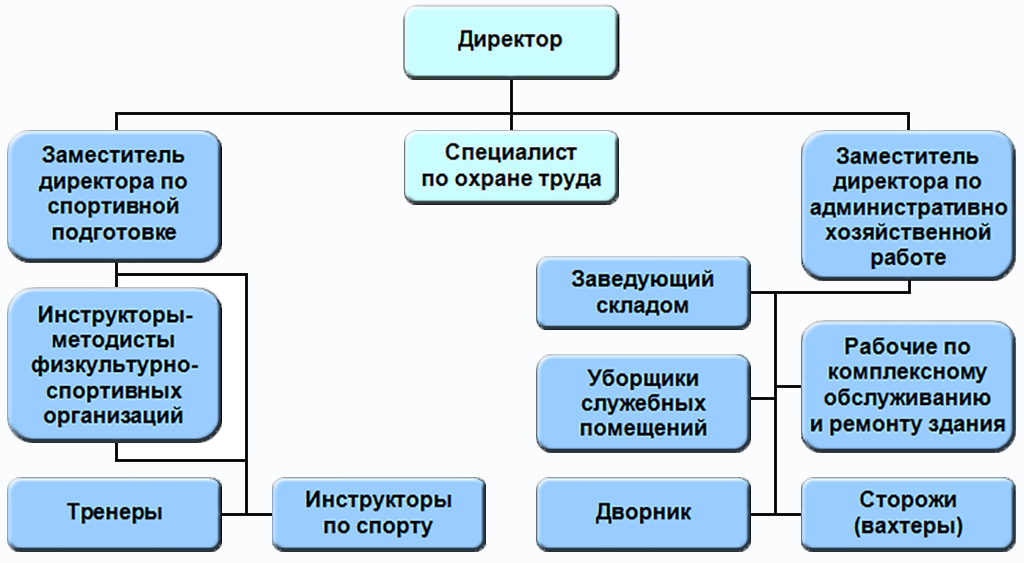 Директор
Заместитель
директора по
спортивной
подготовке
Специалист
по охране труда
Заместитель
директора по
административно
хозяйственной
работе
Заведующий
складом
Инструкторы-
методисты
физкультурно-
спортивных
организаций
Уборщики
служебных
помещений
Рабочие по
комплексному
обслуживанию
и ремонту здания
Тренеры
Инструкторы
по спорту
Дворник
Сторожи
(вахтеры)